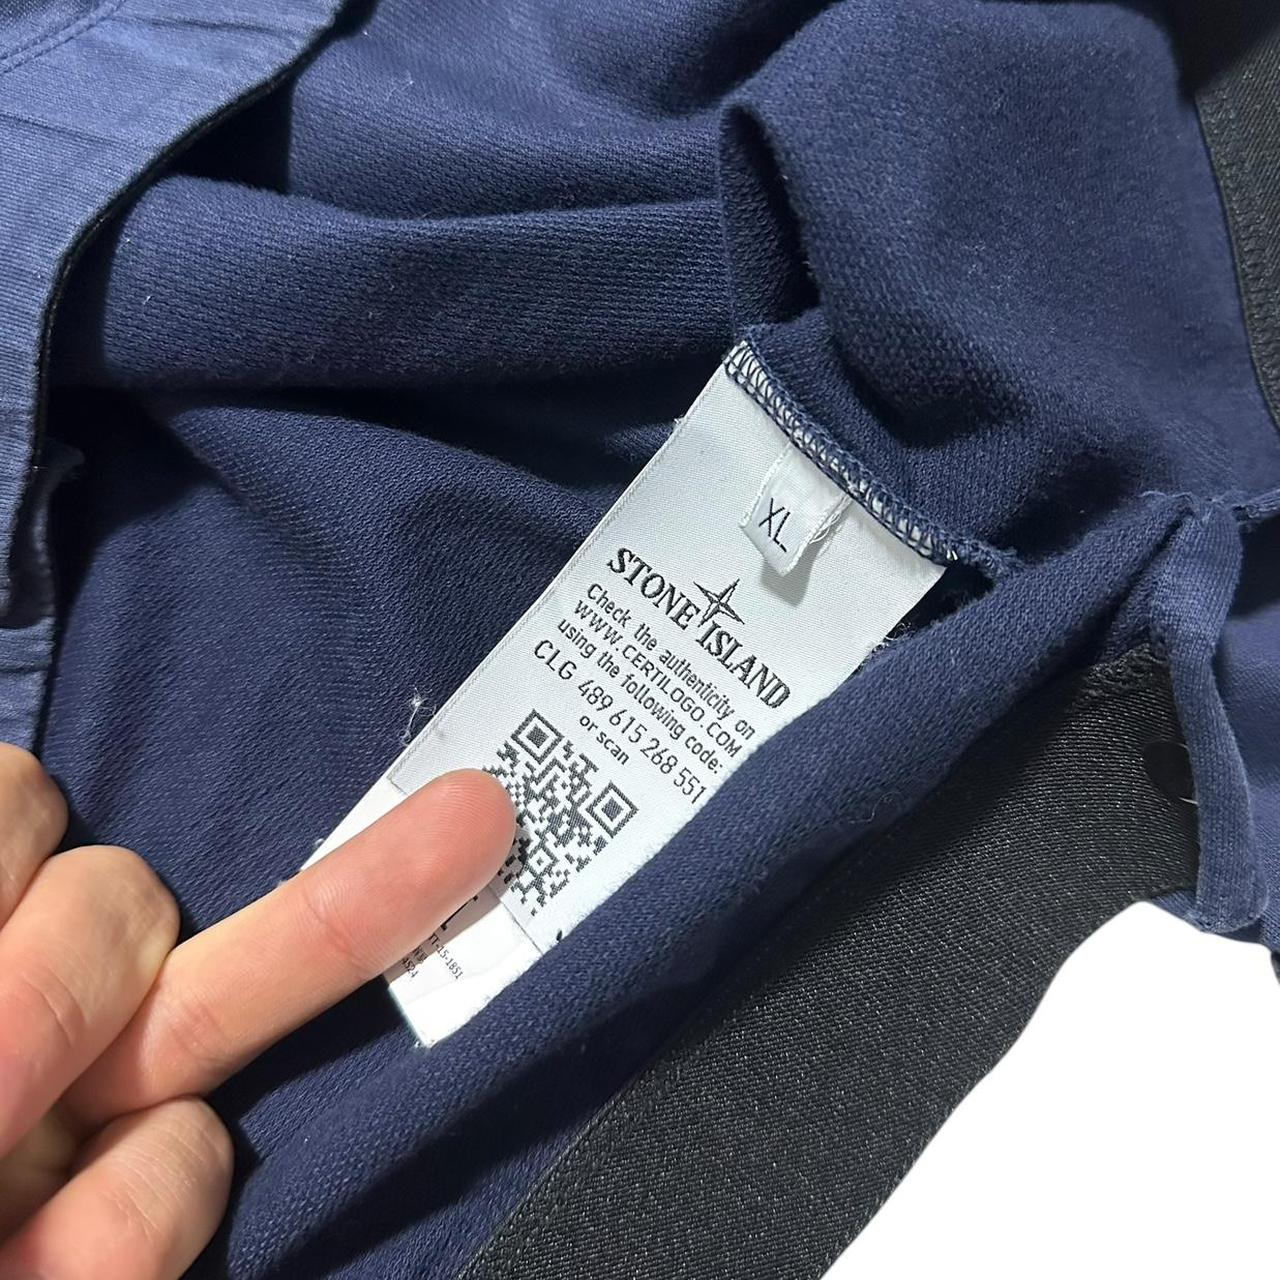 XL
STONE ISLAND
Check the authenticity on
WWW.CERTILOGO.COM
using the following code:
CLG 489 615 268 551
or scan